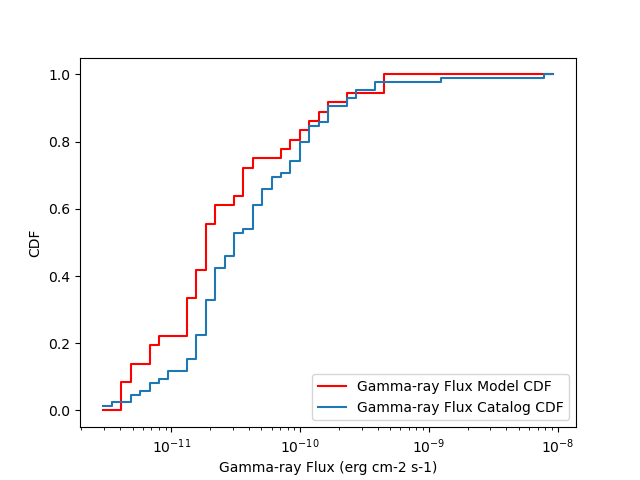 1.0
0.8
0.6
0.4
0.2
0.0
CDF
10⁻¹¹ 10⁻¹⁰ 10⁻⁹ 10⁻⁸
Gamma-ray Flux (erg cm-2 s-1)
Gamma-ray Flux Model CDF
Gamma-ray Flux Catalog CDF